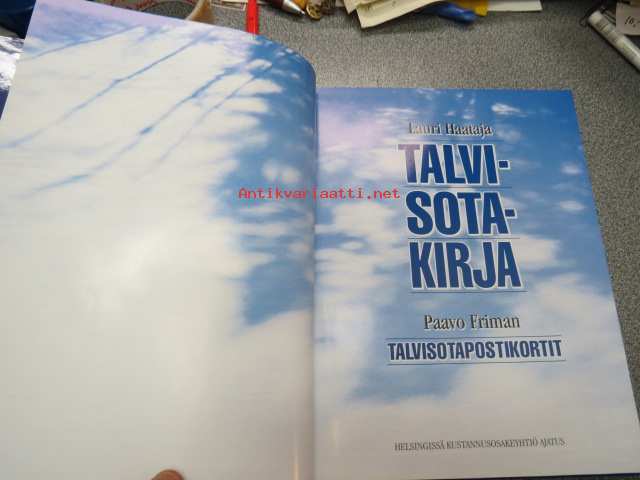 Lauri Haataja
TALVI-
SOTA-
KIRJA
Paavo Friman
TALVISOTAPOSTIKORTIT
HELSINGISSÄ KUSTANNUSOSAKEYHTIÖ AJATUS
Antikvariaatti.net